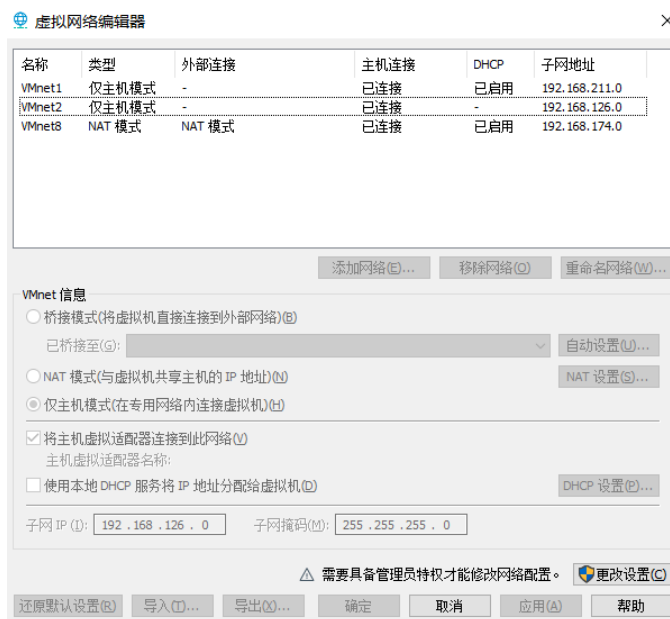 虚拟网络编辑器
名称 类型 外部连接 主机连接 DHCP 子网地址
VMnet1 仅主机模式 - 已连接 已启用 192.168.211.0
VMnet2 仅主机模式 - 已连接 - 192.168.126.0
VMnet8 NAT 模式 NAT 模式 已连接 已启用 192.168.174.0
添加网络(E)... 移除网络(O) 重命名网络(W)...
VMnet 信息
桥接模式(将虚拟机直接连接到外部网络)(B)
已桥接至(G): 自动设置(U)...
NAT 模式(与虚拟机共享主机的 IP 地址)(N) NAT 设置(S)...
仅主机模式(在专用网络内连接虚拟机)(H)
将主机虚拟适配器连接到此网络(V)
主机虚拟适配器名称:
使用本地 DHCP 服务将 IP 地址分配给虚拟机(D) DHCP 设置(P)...
子网 IP (I): 192 . 168 . 126 . 0 子网掩码(M): 255 . 255 . 255 . 0
需要具备管理员特权才能修改网络配置。 更改设置(C)
还原默认设置(R) 导入(T)... 导出(X)... 确定 取消 应用(A) 帮助